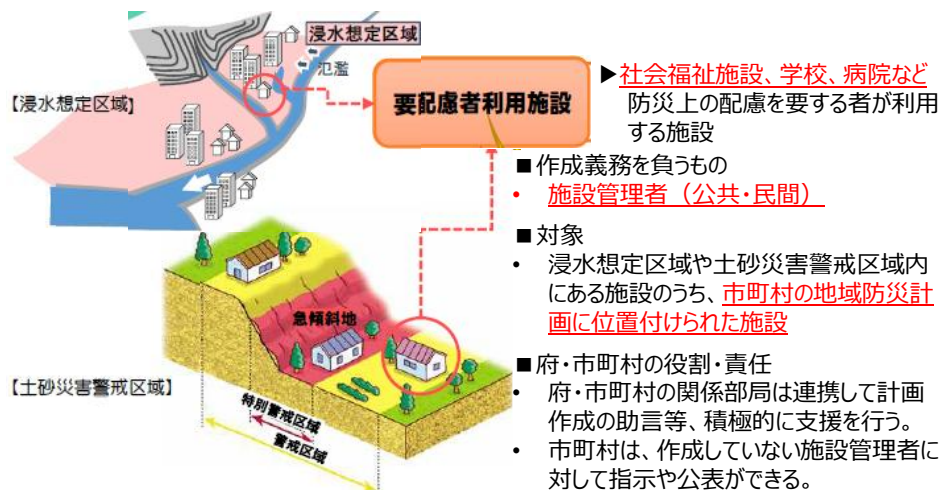 浸水想定区域
氾濫
【浸水想定区域】
要配慮者利用施設
▶社会福祉施設、学校、病院など
防災上の配慮を要する者が利用
する施設
■作成義務を負うもの
• 施設管理者（公共・民間）
■対象
• 浸水想定区域や土砂災害警戒区域内
にある施設のうち、市町村の地域防災計
画に位置付けられた施設
急傾斜地
【土砂災害警戒区域】
特別警戒区域
警戒区域
■府・市町村の役割・責任
• 府・市町村の関係部局は連携して計画
作成の助言等、積極的に支援を行う。
• 市町村は、作成していない施設管理者に
対して指示や公表ができる。